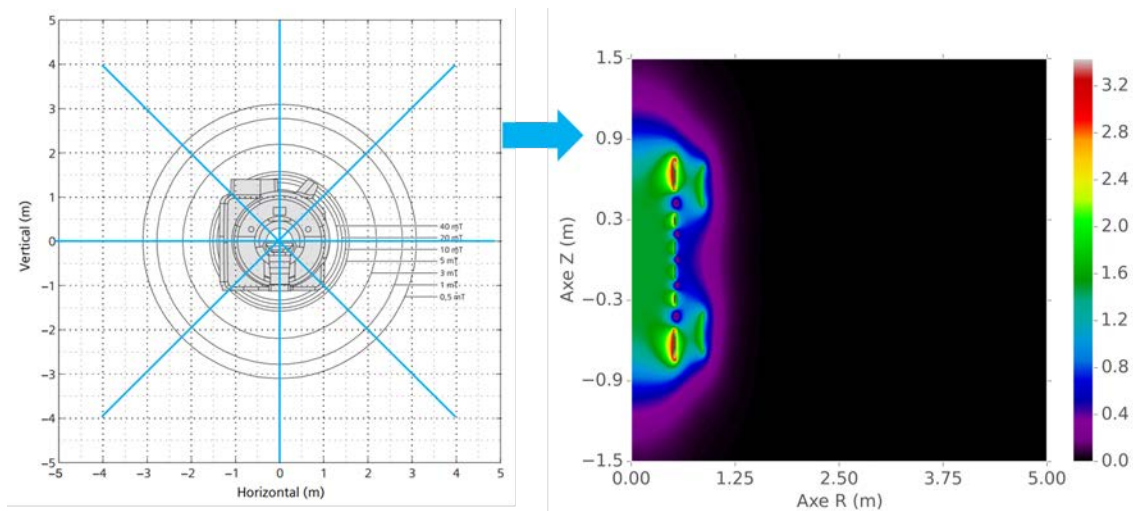 5
4
3
2
1
0
−1
−2
−3
−4
−5
Vertical (m)
40 mT
20 mT
10 mT
5 mT
3 mT
1 mT
0,5 mT
−5 −4 −3 −2 −1 0 1 2 3 4 5
Horizontal (m)
1.5
0.9
0.3
−0.3
−0.9
−1.5
Axe Z (m)
0.00 1.25 2.50 3.75 5.00
Axe R (m)
3.2
2.8
2.4
2.0
1.6
1.2
0.8
0.4
0.0